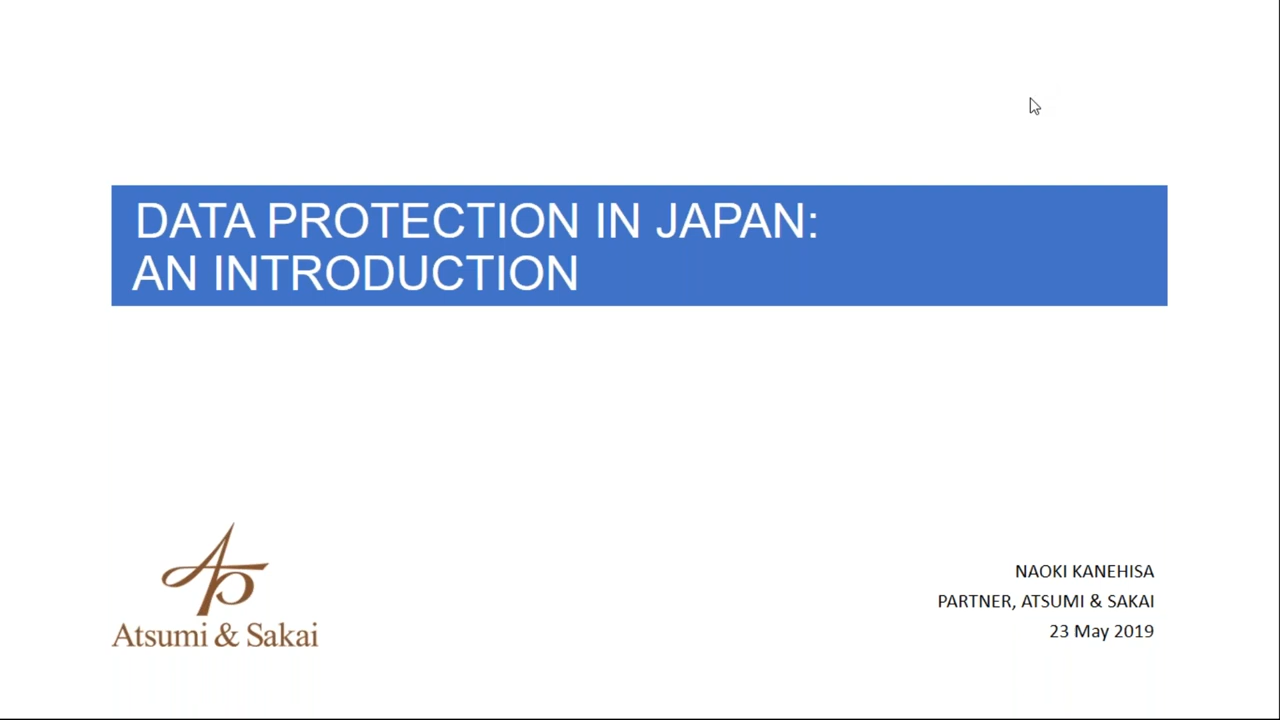 DATA PROTECTION IN JAPAN:
AN INTRODUCTION
Atsumi & Sakai
NAOKI KANEHISA
PARTNER, ATSUMI & SAKAI
23 May 2019